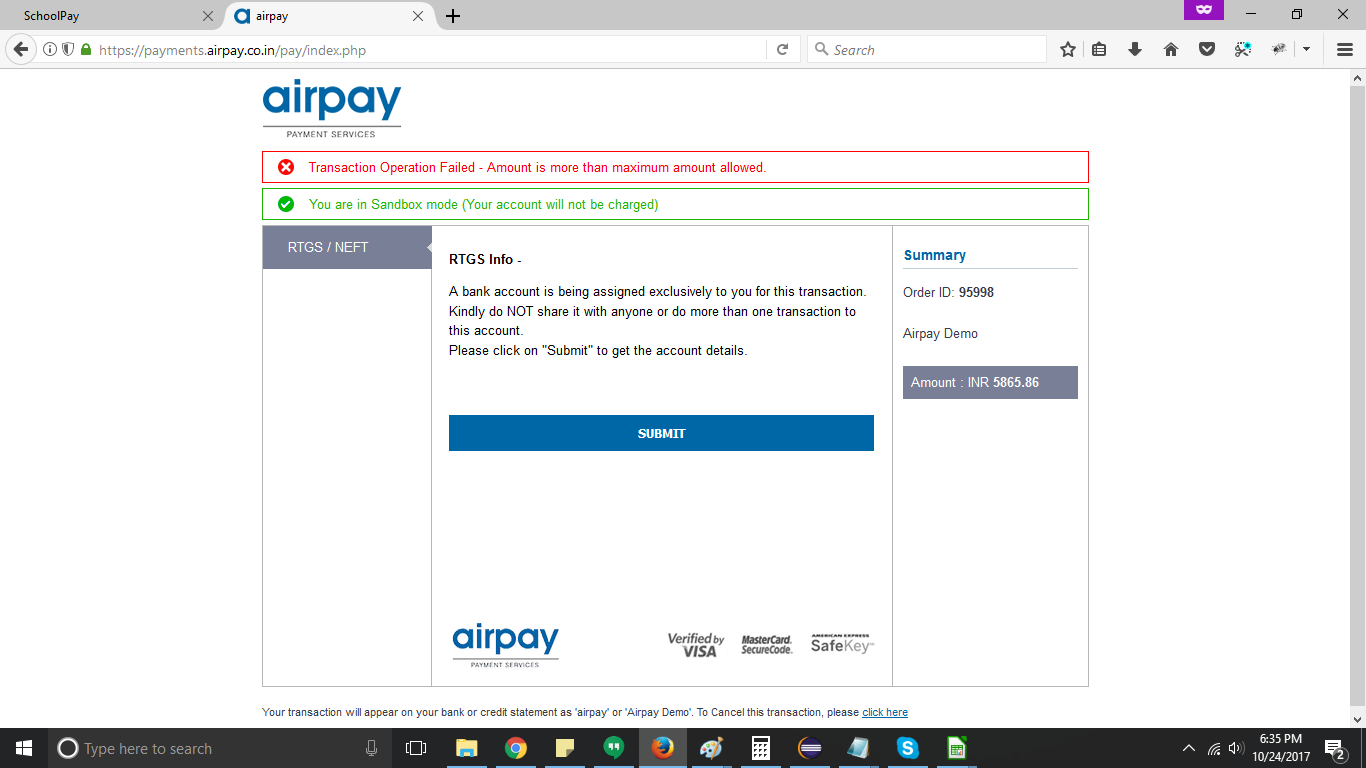 SchoolPay
airpay
https://payments.airpay.co.in/pay/index.php
Search
airpay
PAYMENT SERVICES
Transaction Operation Failed - Amount is more than maximum amount allowed.
You are in Sandbox mode (Your account will not be charged)
RTGS / NEFT
RTGS Info -
A bank account is being assigned exclusively to you for this transaction.
Kindly do NOT share it with anyone or do more than one transaction to
this account.
Please click on "Submit" to get the account details.
SUBMIT
Summary
Order ID: 95998
Airpay Demo
Amount : INR 5865.86
airpay
PAYMENT SERVICES
Verified by
VISA
MasterCard.
SecureCode.
AMERICAN EXPRESS
SafeKey™
Your transaction will appear on your bank or credit statement as 'airpay' or 'Airpay Demo'. To Cancel this transaction, please click here
Type here to search
6:35 PM
10/24/2017
2